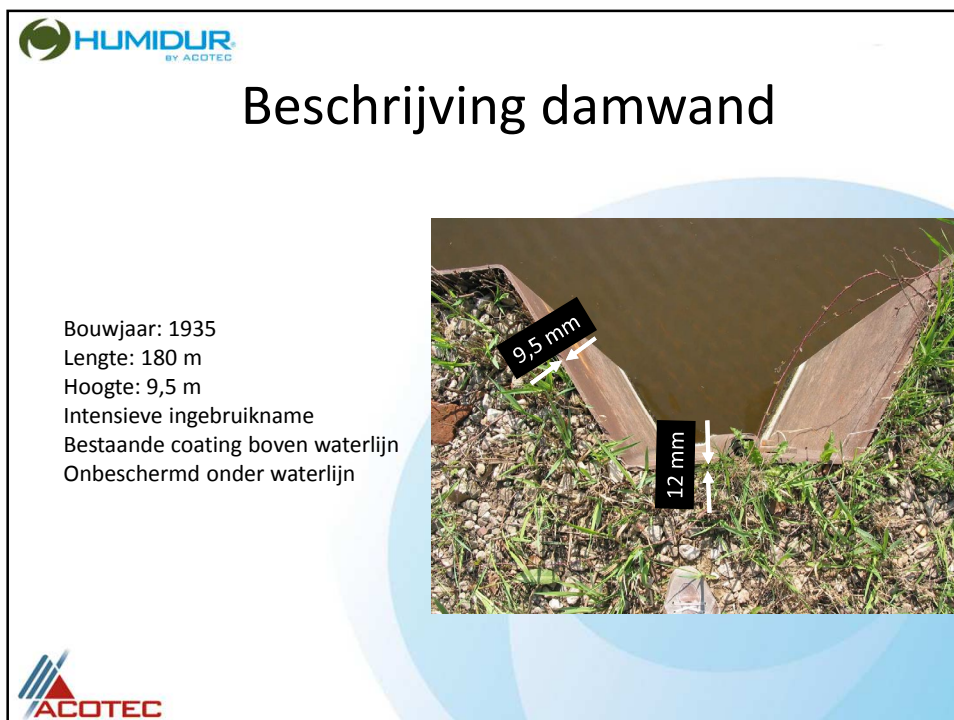 HUMIDUR
BY ACOTEC
Beschrijving damwand
Bouwjaar: 1935
Lengte: 180 m
Hoogte: 9,5 m
Intensieve ingebruikname
Bestaande coating boven waterlijn
Onbeschermd onder waterlijn
9,5 mm
12 mm
ACOTEC